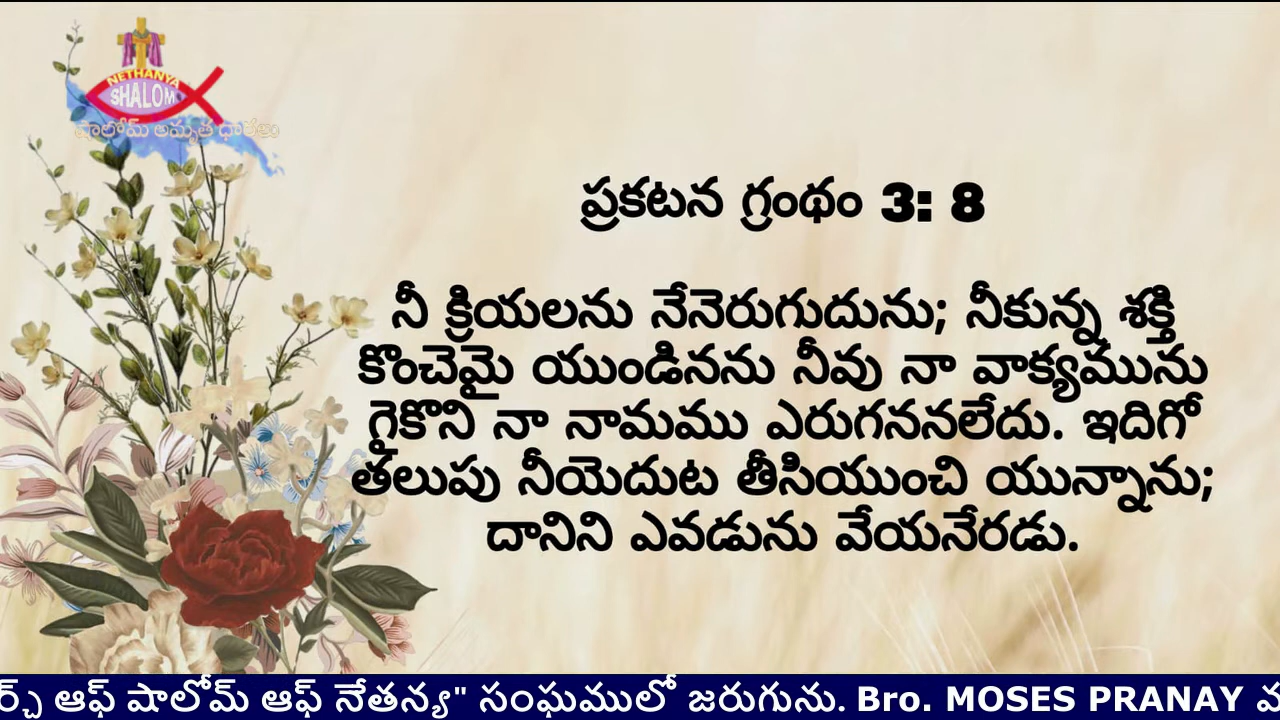 NETHANYA
SHALOM
షాలోమ్ అమృత ధారలు
ప్రకటన గ్రంథం 3: 8
నీ క్రియలను నేనెరుగుదును; నీకున్న శక్తి
కొంచెమై యుండినను నీవు నా వాక్యమును
గైకొని నా నామము ఎరుగననలేదు. ఇదిగో
తలుపు నీయెదుట తీసియుంచి యున్నాను;
దానిని ఎవడును వేయనేరడు.
ర్చ్ ఆఫ్ షాలోమ్ ఆఫ్ నేతన్య" సంఘములో జరుగును. Bro. MOSES PRANAY